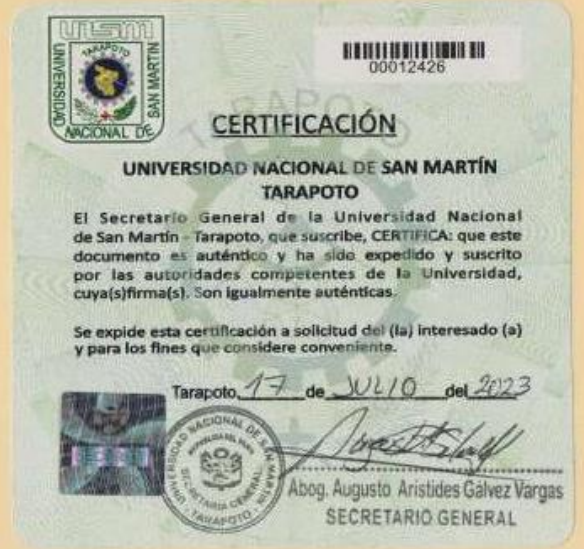 UNSM
TARAPOTO
UNIVERSIDAD NACIONAL DE SAN MARTIN
00012426
TARAPOTO
CERTIFICACIÓN
UNIVERSIDAD NACIONAL DE SAN MARTÍN
TARAPOTO
El Secretario General de la Universidad Nacional
de San Martín - Tarapoto, que suscribe, CERTIFICA: que este
documento es auténtico y ha sido expedido y suscrito
por las autoridades competentes de la Universidad,
cuya(s)firma(s). Son igualmente auténticas.
Se expide esta certificación a solicitud del (la) interesado (a)
y para los fines que considere conveniente.
Tarapoto, 17 de JULIO del 2023
UNIVERSIDAD NACIONAL DE SAN MARTIN
REPUBLICA DEL PERU
SECRETARIA GENERAL
TARAPOTO
Abog. Augusto Aristides Gálvez Vargas
SECRETARIO GENERAL